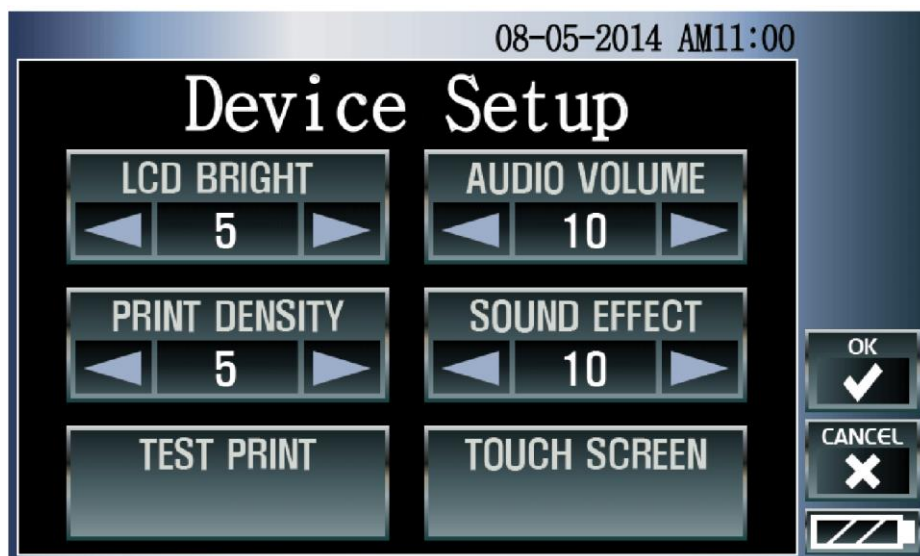 08-05-2014 AM11:00
Device Setup
LCD BRIGHT
5
AUDIO VOLUME
10
PRINT DENSITY
5
SOUND EFFECT
10
TEST PRINT
TOUCH SCREEN
OK
CANCEL